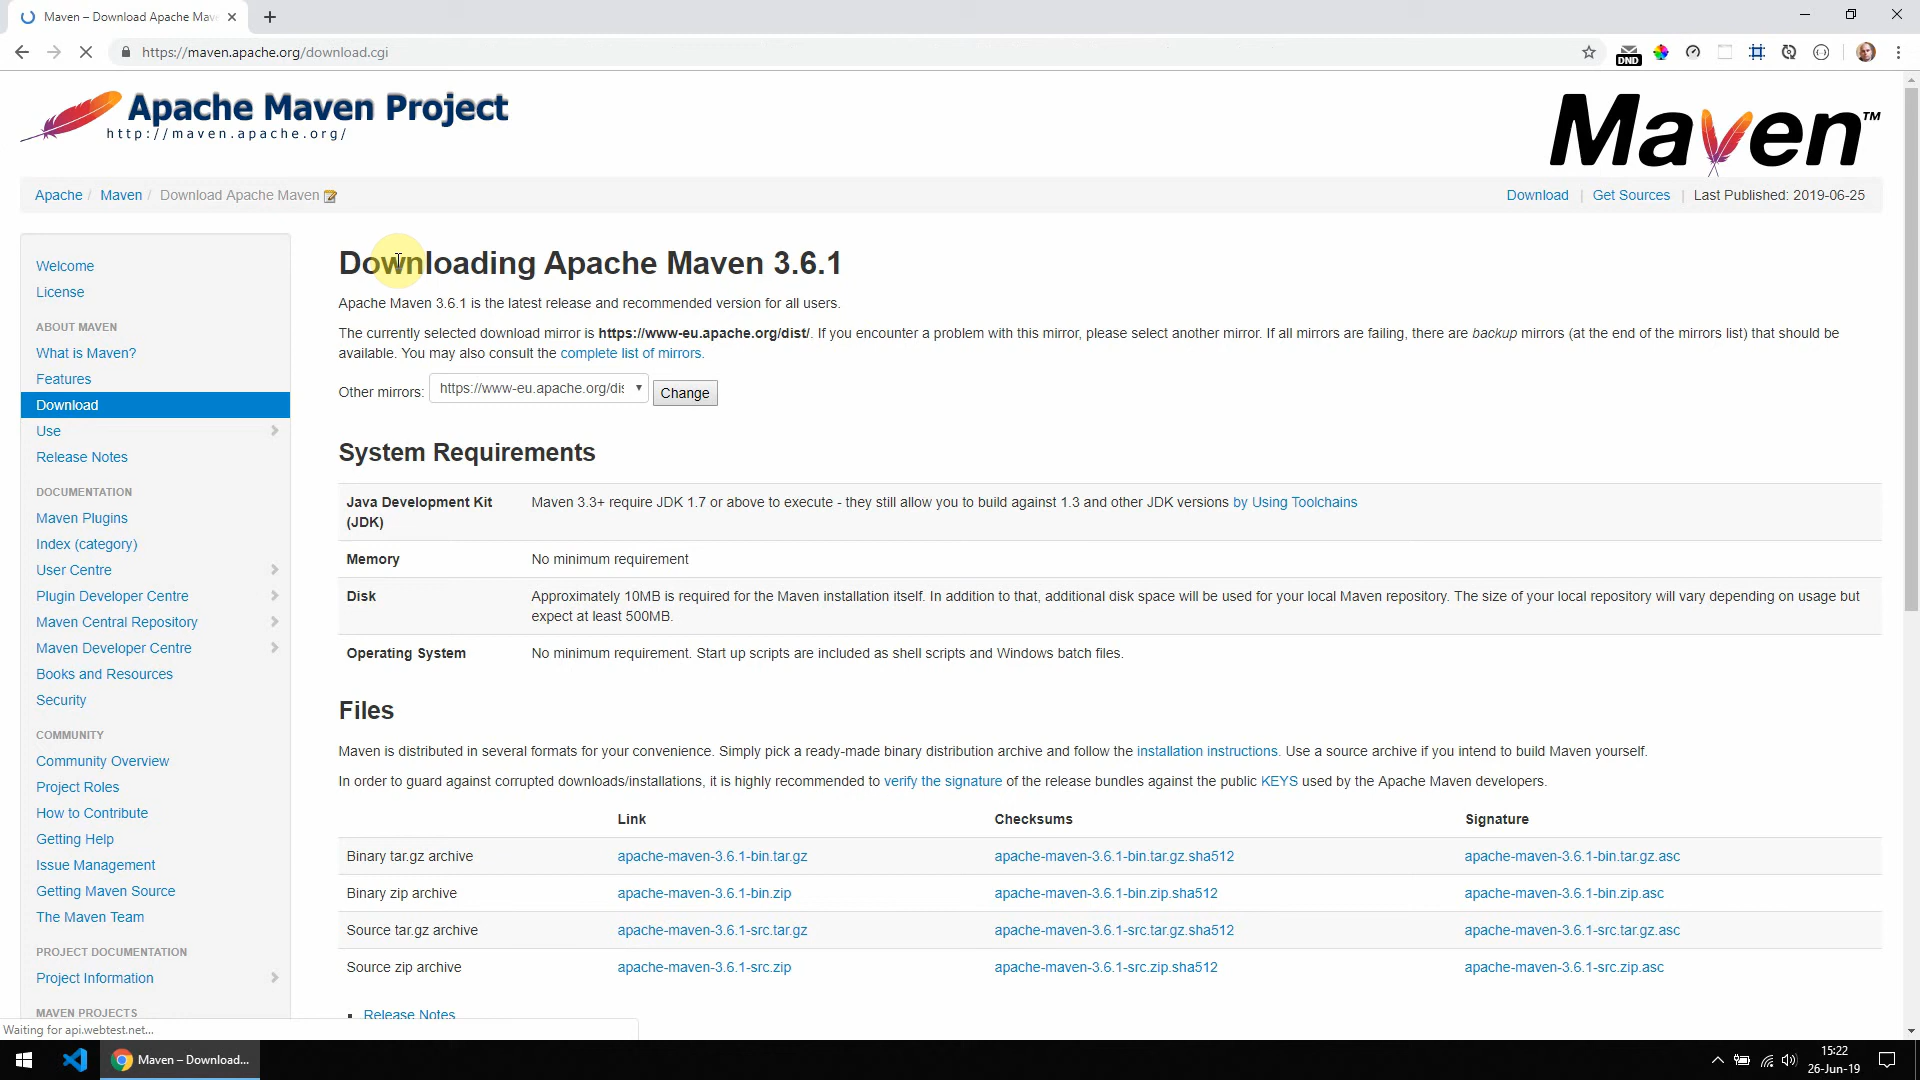 Maven – Download Apache Mav
https://maven.apache.org/download.cgi
DND
Apache Maven Project
http://maven.apache.org/
Maven™
Apache / Maven / Download Apache Maven
Download | Get Sources | Last Published: 2019-06-25
Welcome
License
ABOUT MAVEN
What is Maven?
Features
Download
Use
Release Notes
DOCUMENTATION
Maven Plugins
Index (category)
User Centre
Plugin Developer Centre
Maven Central Repository
Maven Developer Centre
Books and Resources
Security
COMMUNITY
Community Overview
Project Roles
How to Contribute
Getting Help
Issue Management
Getting Maven Source
The Maven Team
PROJECT DOCUMENTATION
Project Information
MAVEN PROJECTS
Downloading Apache Maven 3.6.1
Apache Maven 3.6.1 is the latest release and recommended version for all users.
The currently selected download mirror is https://www-eu.apache.org/dist/. If you encounter a problem with this mirror, please select another mirror. If all mirrors are failing, there are backup mirrors (at the end of the mirrors list) that should be
available. You may also consult the complete list of mirrors.
Other mirrors: https://www-eu.apache.org/dis Change
System Requirements
Java Development Kit Maven 3.3+ require JDK 1.7 or above to execute - they still allow you to build against 1.3 and other JDK versions by Using Toolchains
(JDK)
Memory No minimum requirement
Disk Approximately 10MB is required for the Maven installation itself. In addition to that, additional disk space will be used for your local Maven repository. The size of your local repository will vary depending on usage but
expect at least 500MB.
Operating System No minimum requirement. Start up scripts are included as shell scripts and Windows batch files.
Files
Maven is distributed in several formats for your convenience. Simply pick a ready-made binary distribution archive and follow the installation instructions. Use a source archive if you intend to build Maven yourself.
In order to guard against corrupted downloads/installations, it is highly recommended to verify the signature of the release bundles against the public KEYS used by the Apache Maven developers.
Link Checksums Signature
Binary tar.gz archive apache-maven-3.6.1-bin.tar.gz apache-maven-3.6.1-bin.tar.gz.sha512 apache-maven-3.6.1-bin.tar.gz.asc
Binary zip archive apache-maven-3.6.1-bin.zip apache-maven-3.6.1-bin.zip.sha512 apache-maven-3.6.1-bin.zip.asc
Source tar.gz archive apache-maven-3.6.1-src.tar.gz apache-maven-3.6.1-src.tar.gz.sha512 apache-maven-3.6.1-src.tar.gz.asc
Source zip archive apache-maven-3.6.1-src.zip apache-maven-3.6.1-src.zip.sha512 apache-maven-3.6.1-src.zip.asc
Release Notes
Waiting for api.webtest.net...
Maven – Download...
15:22
26-Jun-19